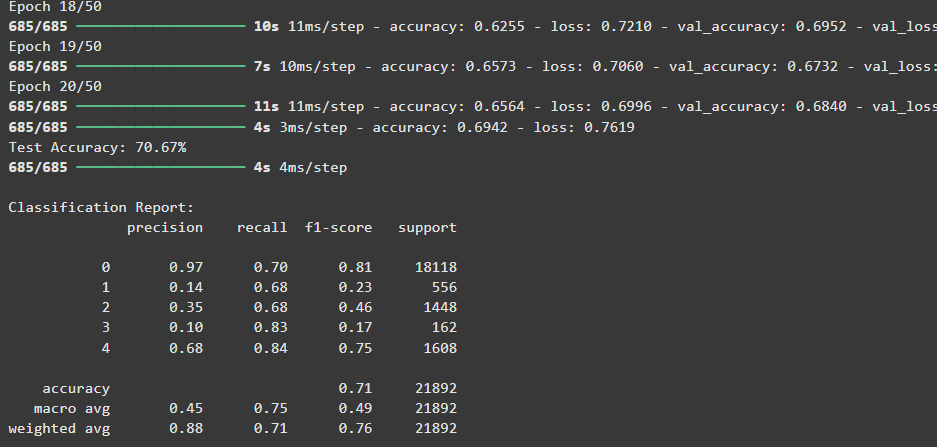 Epoch 18/50
685/685 ━━━━━━━━━━━━━━━━━━━━ 10s 11ms/step - accuracy: 0.6255 - loss: 0.7210 - val_accuracy: 0.6952 - val_loss
Epoch 19/50
685/685 ━━━━━━━━━━━━━━━━━━━━ 7s 10ms/step - accuracy: 0.6573 - loss: 0.7060 - val_accuracy: 0.6732 - val_loss:
Epoch 20/50
685/685 ━━━━━━━━━━━━━━━━━━━━ 11s 11ms/step - accuracy: 0.6564 - loss: 0.6996 - val_accuracy: 0.6840 - val_loss
685/685 ━━━━━━━━━━━━━━━━━━━━ 4s 3ms/step - accuracy: 0.6942 - loss: 0.7619
Test Accuracy: 70.67%
685/685 ━━━━━━━━━━━━━━━━━━━━ 4s 4ms/step
Classification Report:
precision recall f1-score support
0 0.97 0.70 0.81 18118
1 0.14 0.68 0.23 556
2 0.35 0.68 0.46 1448
3 0.10 0.83 0.17 162
4 0.68 0.84 0.75 1608
accuracy 0.71 21892
macro avg 0.45 0.75 0.49 21892
weighted avg 0.88 0.71 0.76 21892